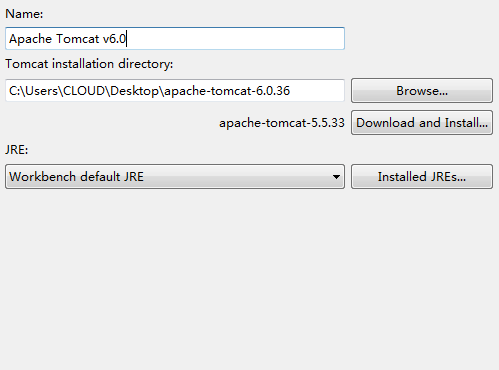 Name:
Apache Tomcat v6.0
Tomcat installation directory:
C:\Users\CLOUD\Desktop\apache-tomcat-6.0.36
Browse...
apache-tomcat-5.5.33
Download and Install...
JRE:
Workbench default JRE
Installed JREs...